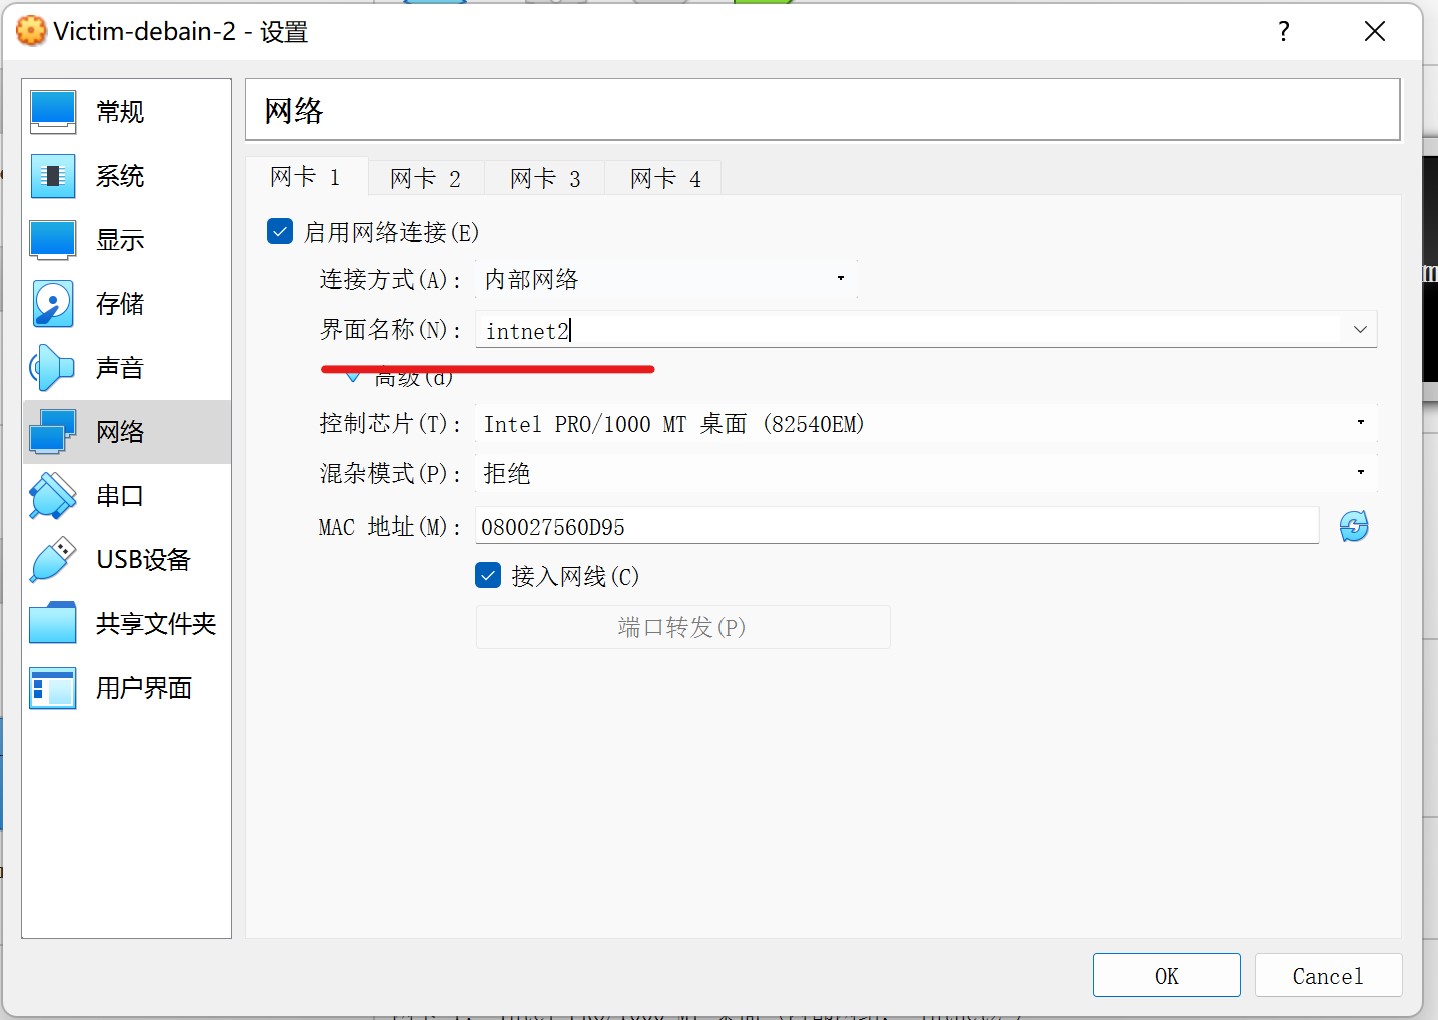 Victim-debain-2 - 设置
?
常规
系统
显示
存储
声音
网络
串口
USB设备
共享文件夹
用户界面
网络
网卡 1 网卡 2 网卡 3 网卡 4
启用网络连接(E)
连接方式(A): 内部网络
界面名称(N): intnet2
高级(d)
控制芯片(T): Intel PRO/1000 MT 桌面 (82540EM)
混杂模式(P): 拒绝
MAC 地址(M): 080027560D95
接入网线(C)
端口转发(P)
OK Cancel